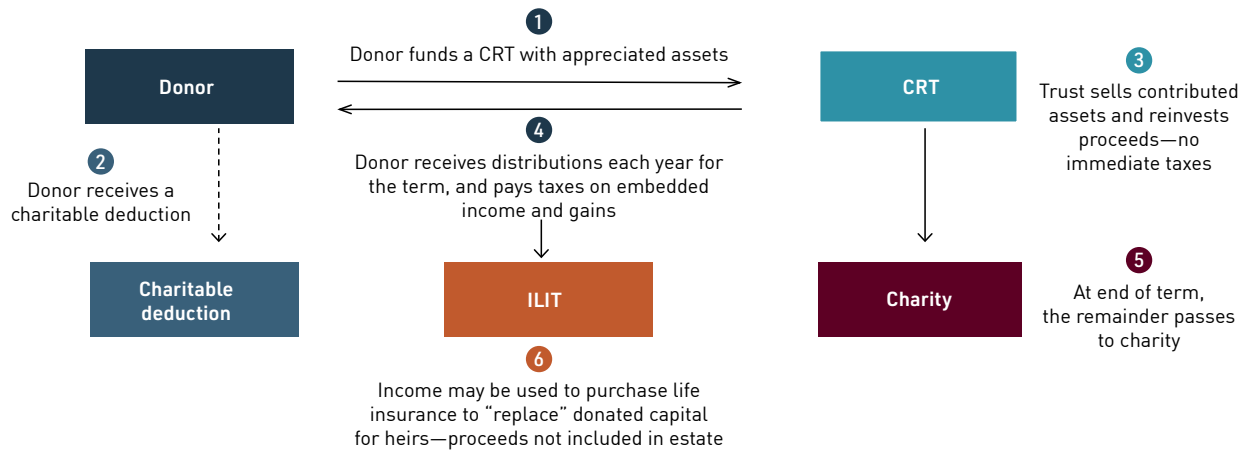 1
Donor funds a CRT with appreciated assets
Donor
CRT
3
Trust sells contributed
assets and reinvests
proceeds—no
immediate taxes
4
Donor receives distributions each year for
the term, and pays taxes on embedded
income and gains
2
Donor receives a
charitable deduction
Charitable
deduction
ILIT
Charity
5
At end of term,
the remainder passes
to charity
6
Income may be used to purchase life
insurance to “replace” donated capital
for heirs—proceeds not included in estate